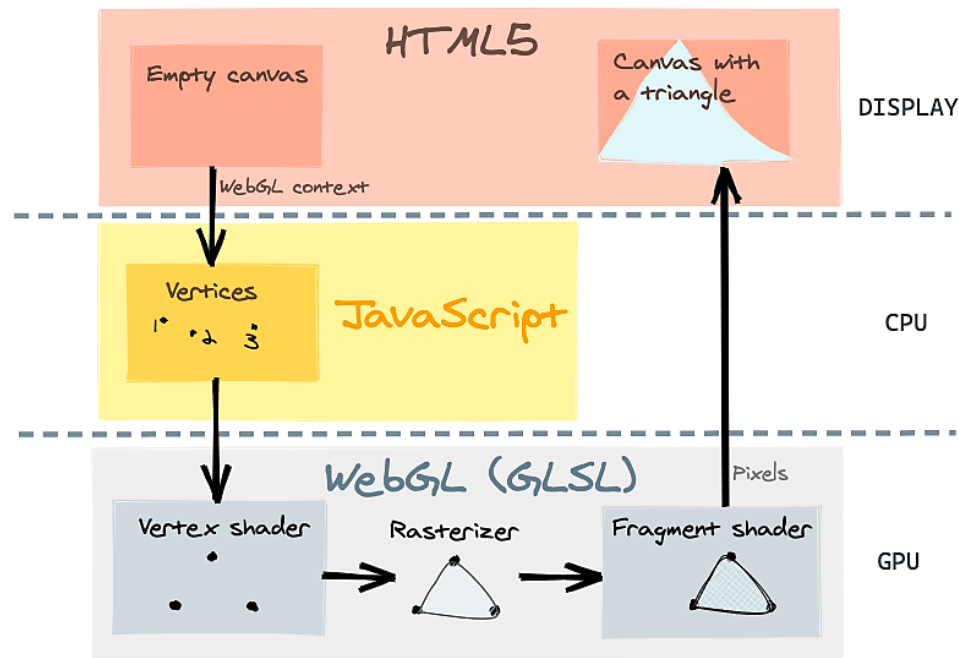 HTML5
Empty canvas
Canvas with
a triangle
DISPLAY
WebGL context
Vertices
1
2
3
JavaScript
CPU
WebGL (GLSL)
Pixels
Vertex shader
Rasterizer
Fragment shader
GPU